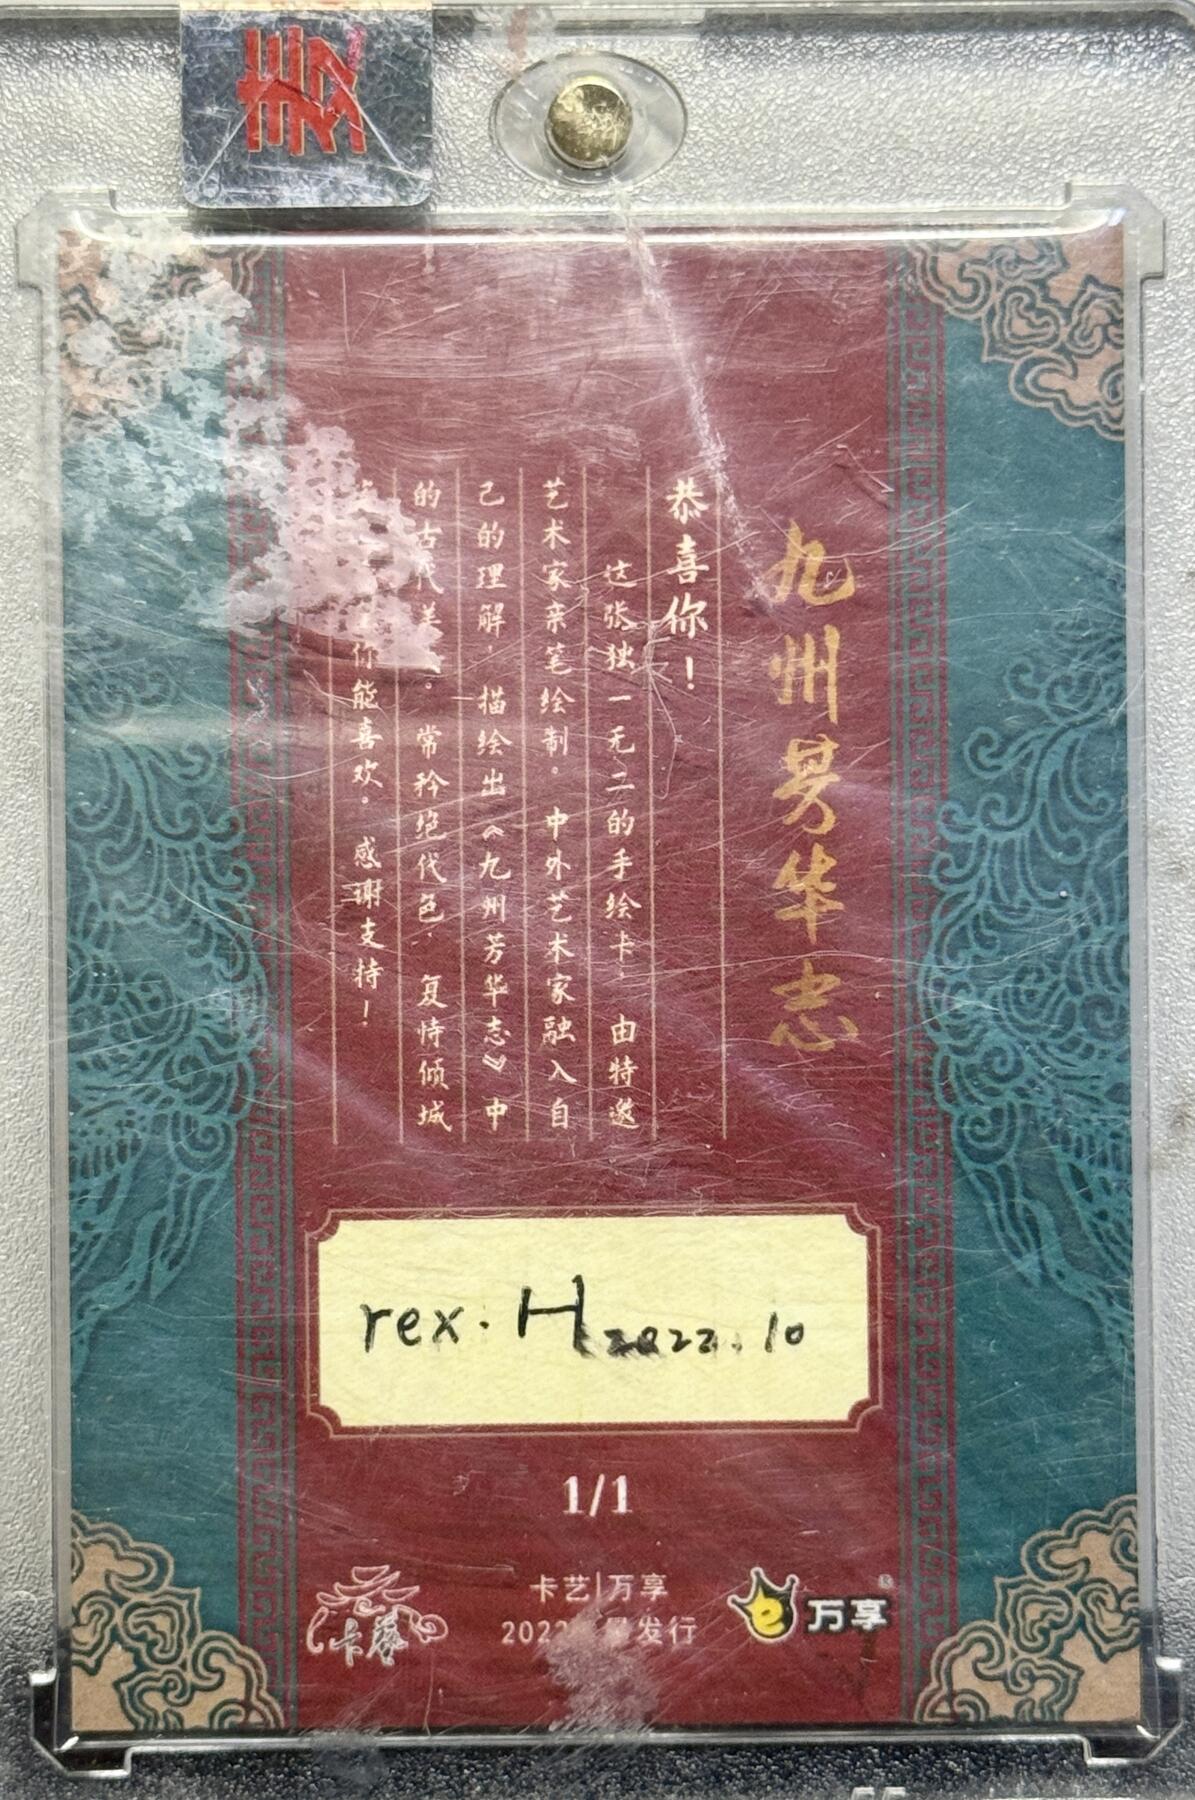 九州芳华志
恭喜你！
这张独一无二的手绘卡，由特邀
艺术家亲笔绘制。中外艺术家融入自
己的理解，描绘出《九州芳华志》中
的古代美。常矜绝代色，复恃倾城
你能喜欢。感谢支持！
rex. H 2022.10
1/1
卡艺|万享
2022 发行
卡艺
e 万享